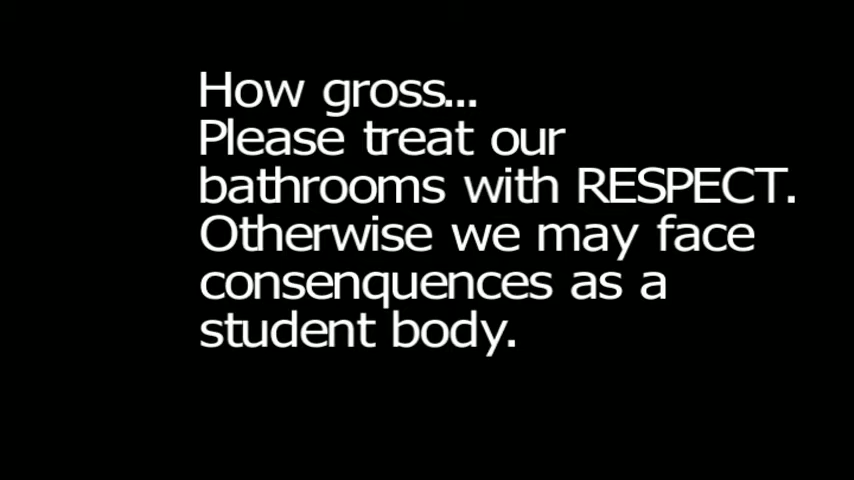 How gross...
Please treat our
bathrooms with RESPECT.
Otherwise we may face
consenquences as a
student body.